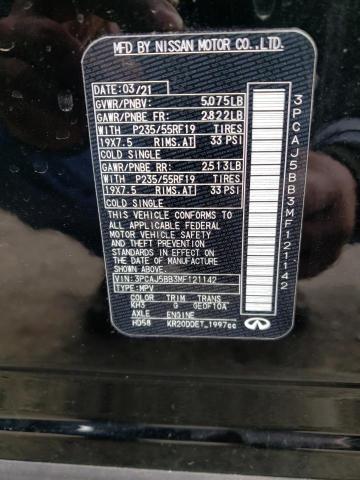 MFD BY NISSAN MOTOR CO.,LTD.
DATE: 03/21
GVWR/PNBV: 5,075LB
GAWR/PNBE FR: 2,822LB
WITH P235/55RF19 TIRES
19X7.5 RIMS.AT 33 PSI
COLD SINGLE
GAWR/PNBE RR: 2,513LB
WITH P235/55RF19 TIRES
19X7.5 RIMS.AT 33 PSI
COLD SINGLE
THIS VEHICLE CONFORMS TO
ALL APPLICABLE FEDERAL
MOTOR VEHICLE SAFETY
AND THEFT PREVENTION
STANDARDS IN EFFECT
ON THE DATE OF
MANUFACTURE SHOWN
ABOVE.
VIN: 3PCAJ5BB3MF121142
TYPE: MPV
COLOR TRIM TRANS
KH3 G GE0F10A
AXLE ENGINE
HD58 KR20DDET_1997cc
INFINITI
3PCAJ5BB3MF121142